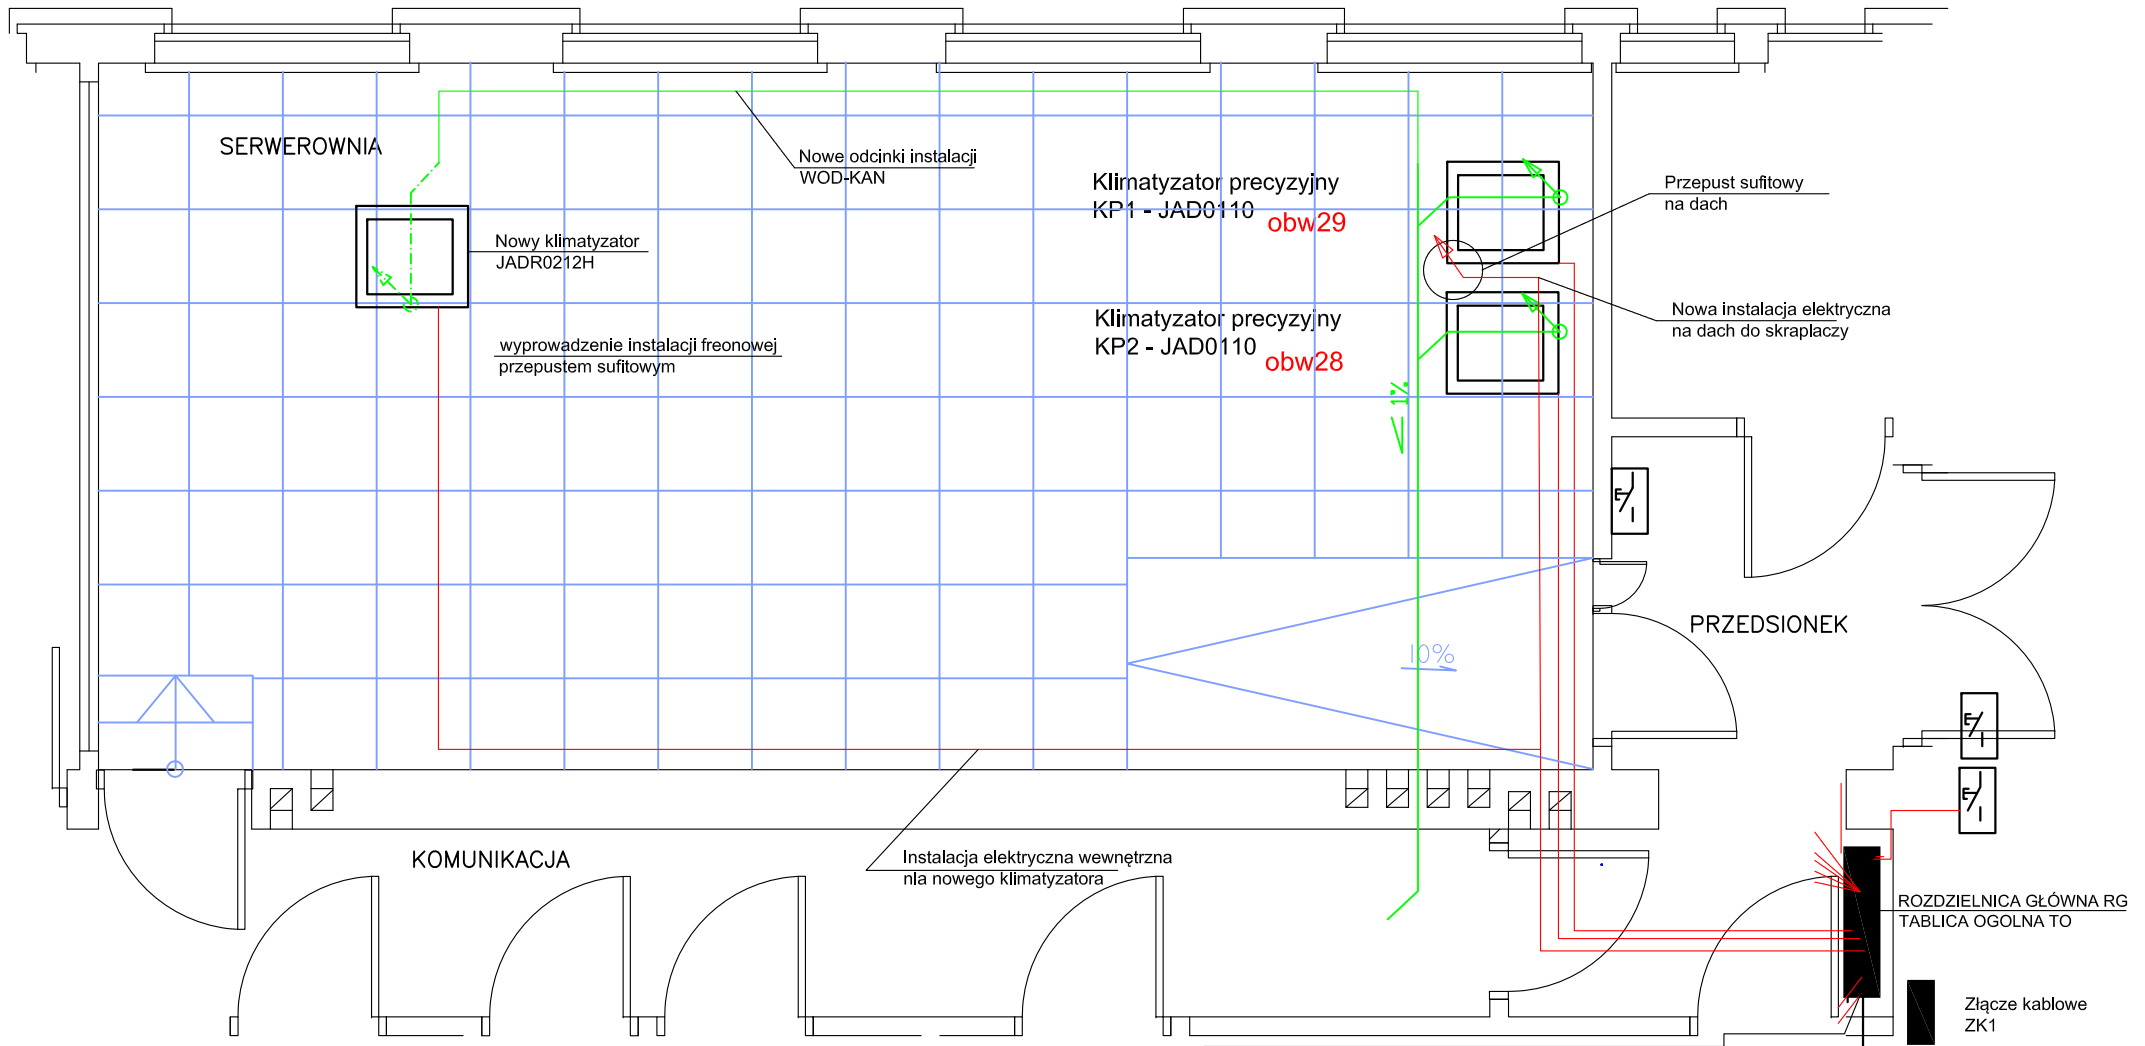 SERWEROWNIA
Nowe odcinki instalacji
WOD-KAN
Klimatyzator precyzyjny
KP1 - JAD0110
obw29
Przepust sufitowy
na dach
Nowy klimatyzator
JADR0212H
Nowa instalacja elektryczna
na dach do skraplaczy
Klimatyzator precyzyjny
KP2 - JAD0110
obw28
wyprowadzenie instalacji freonowej
przepustem sufitowym
1%
PRZEDSIONEK
10%
KOMUNIKACJA
Instalacja elektryczna wewnętrzna
nla nowego klimatyzatora
ROZDZIELNICA GŁÓWNA RG
TABLICA OGOLNA TO
Złącze kablowe
ZK1